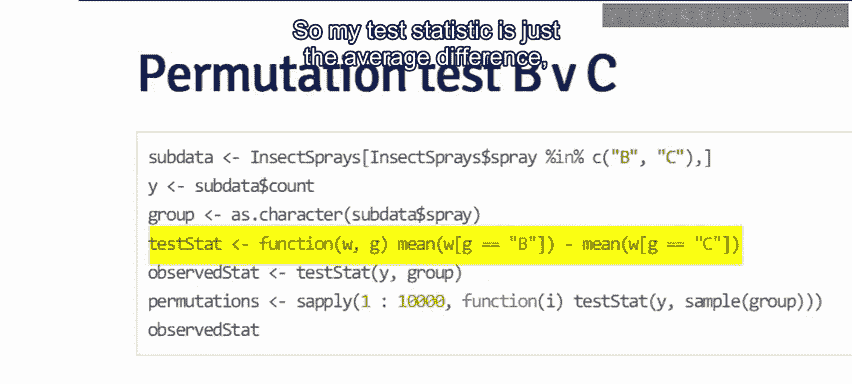 So my test statistic is just
the average difference,
Permutation test B v C
subdata <- InsectSprays[InsectSprays$spray %in% c("B", "C"),]
y <- subdata$count
group <- as.character(subdata$spray)
testStat <- function(w, g) mean(w[g == "B"]) - mean(w[g == "C"])
observedStat <- testStat(y, group)
permutations <- sapply(1 : 10000, function(i) testStat(y, sample(group)))
observedStat